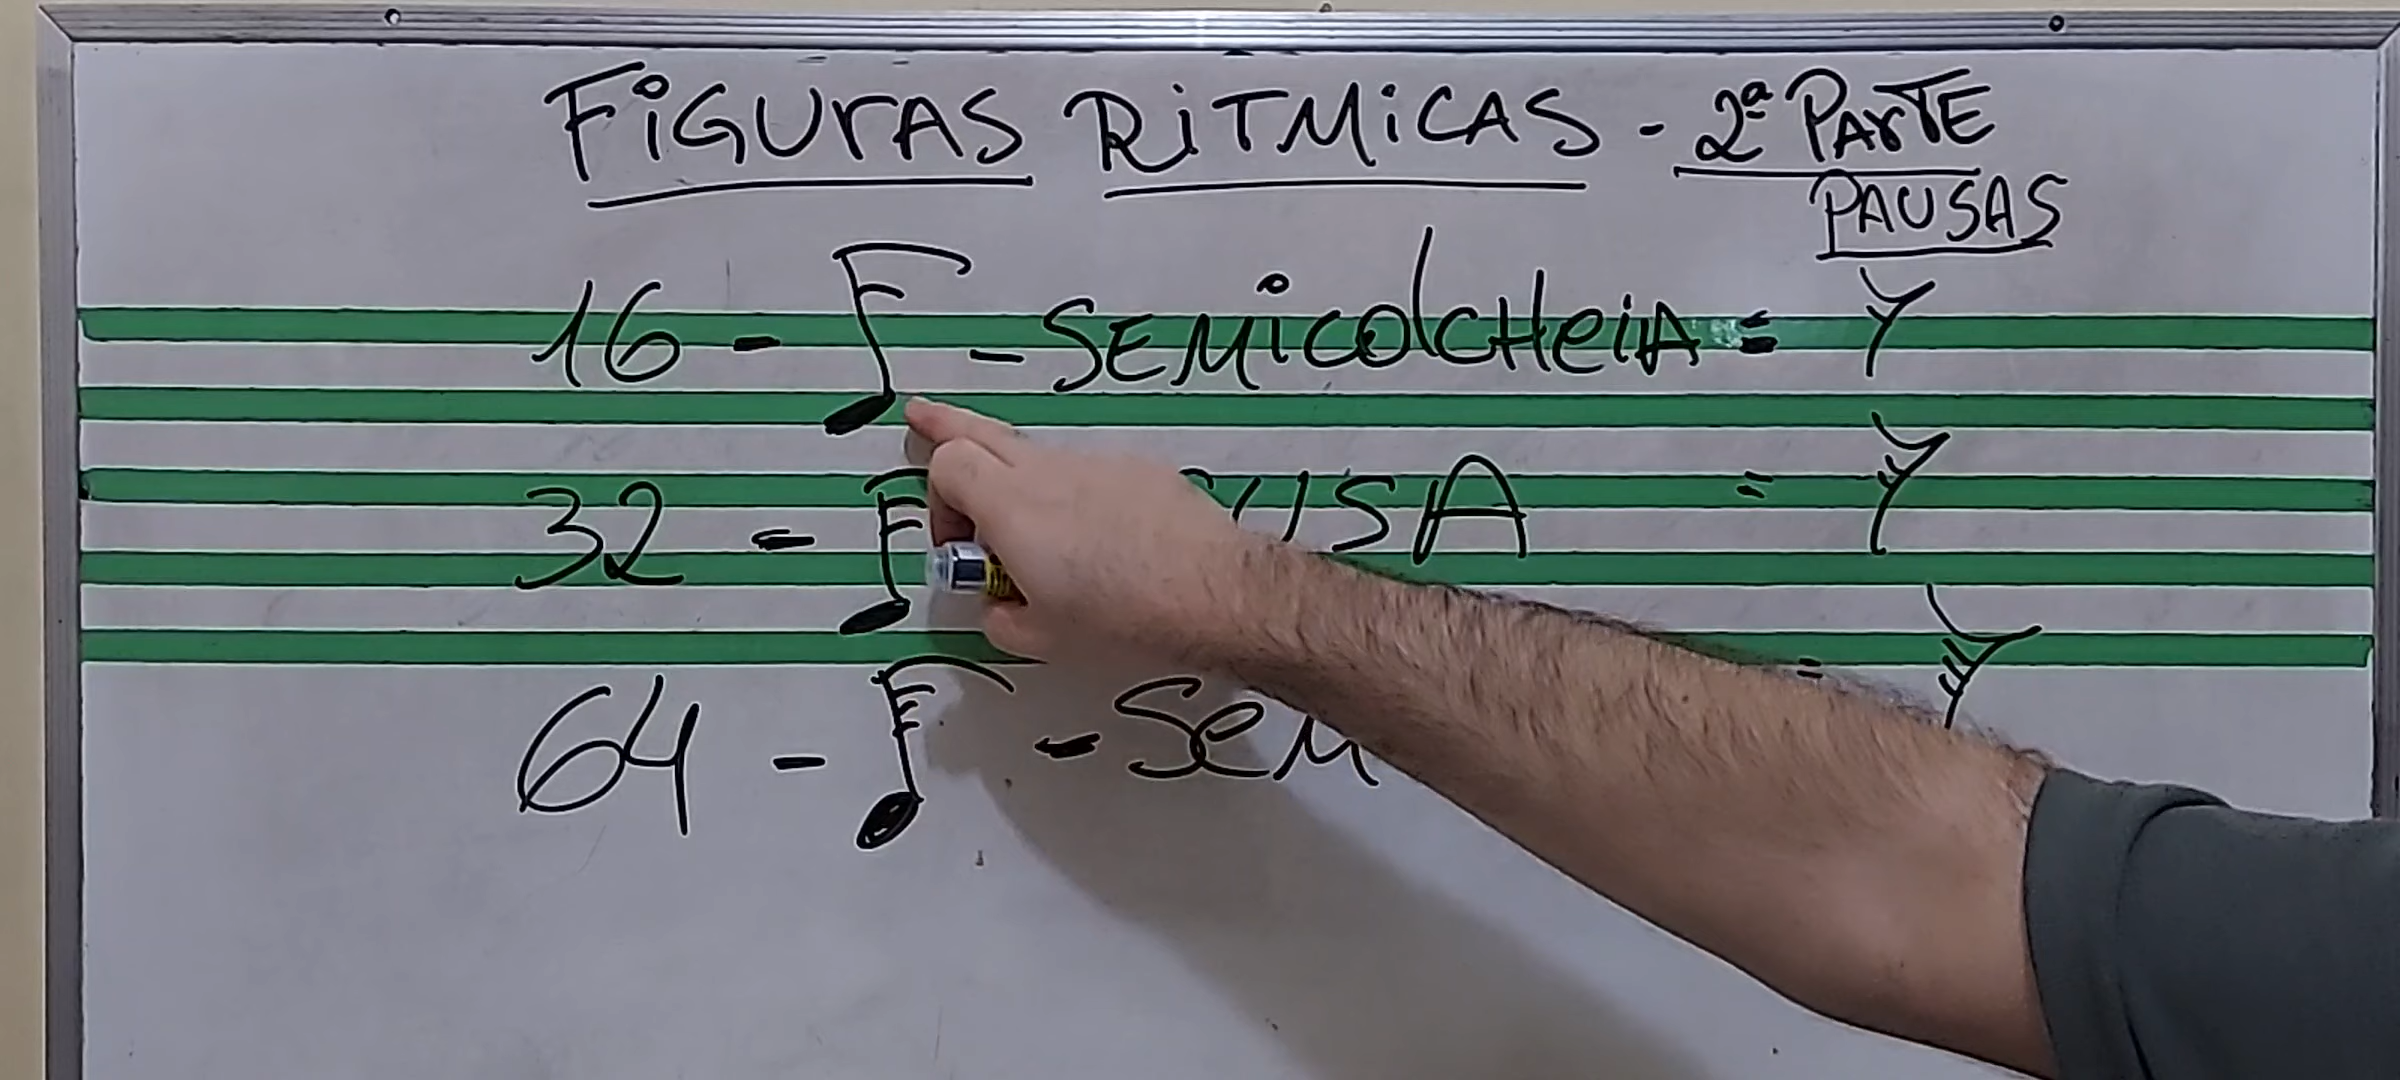 FiGUrAS RiTMiCAS - 2ª PArTE
PAUSAS
16 - - SEMicolcHeiA =
32 - USA =
64 - - SeM =